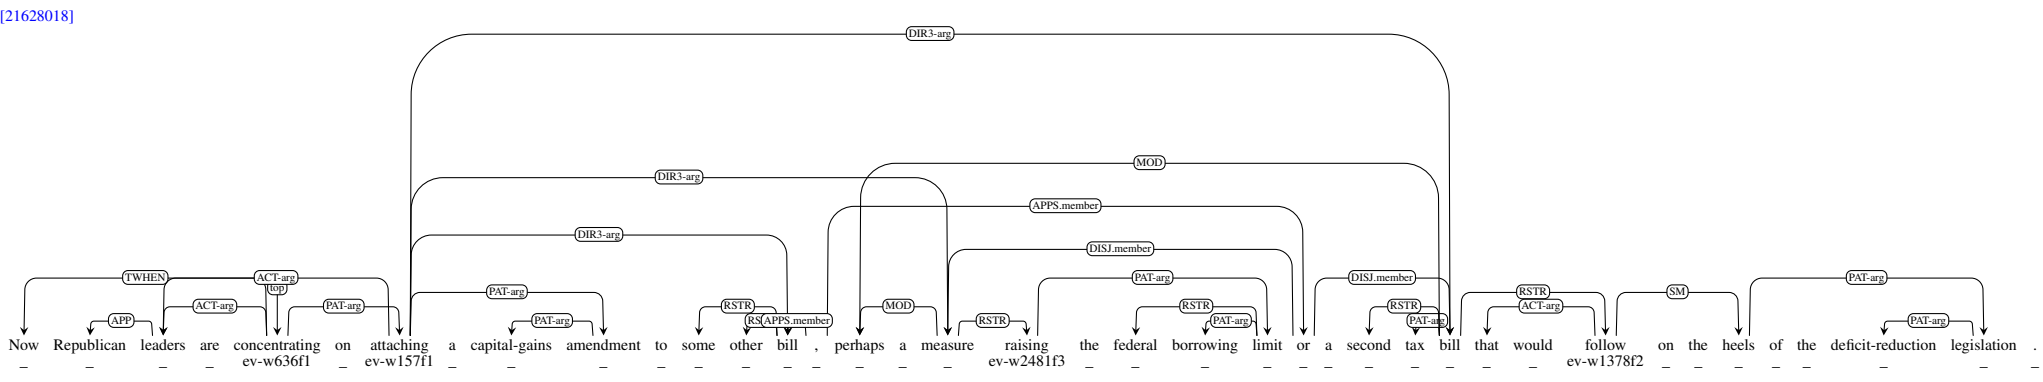 [21628018]
DIR3-arg
MOD
DIR3-arg
APPS.member
DIR3-arg
DISJ.member
TWHEN ACT-arg PAT-arg DISJ.member PAT-arg
top
PAT-arg RSTR SM
ACT-arg PAT-arg RSTR MOD RSTR RSTR ACT-arg
APP PAT-arg APPS.member RSTR PAT-arg PAT-arg PAT-arg
Now Republican leaders are concentrating on attaching a capital-gains amendment to some other bill , perhaps a measure raising the federal borrowing limit or a second tax bill that would follow on the heels of the deficit-reduction legislation .
_ _ _ _ ev-w636f1 _ ev-w157f1 _ _ _ _ _ _ _ _ _ _ _ ev-w2481f3 _ _ _ _ _ _ _ _ _ _ _ ev-w1378f2 _ _ _ _ _ _ _ _